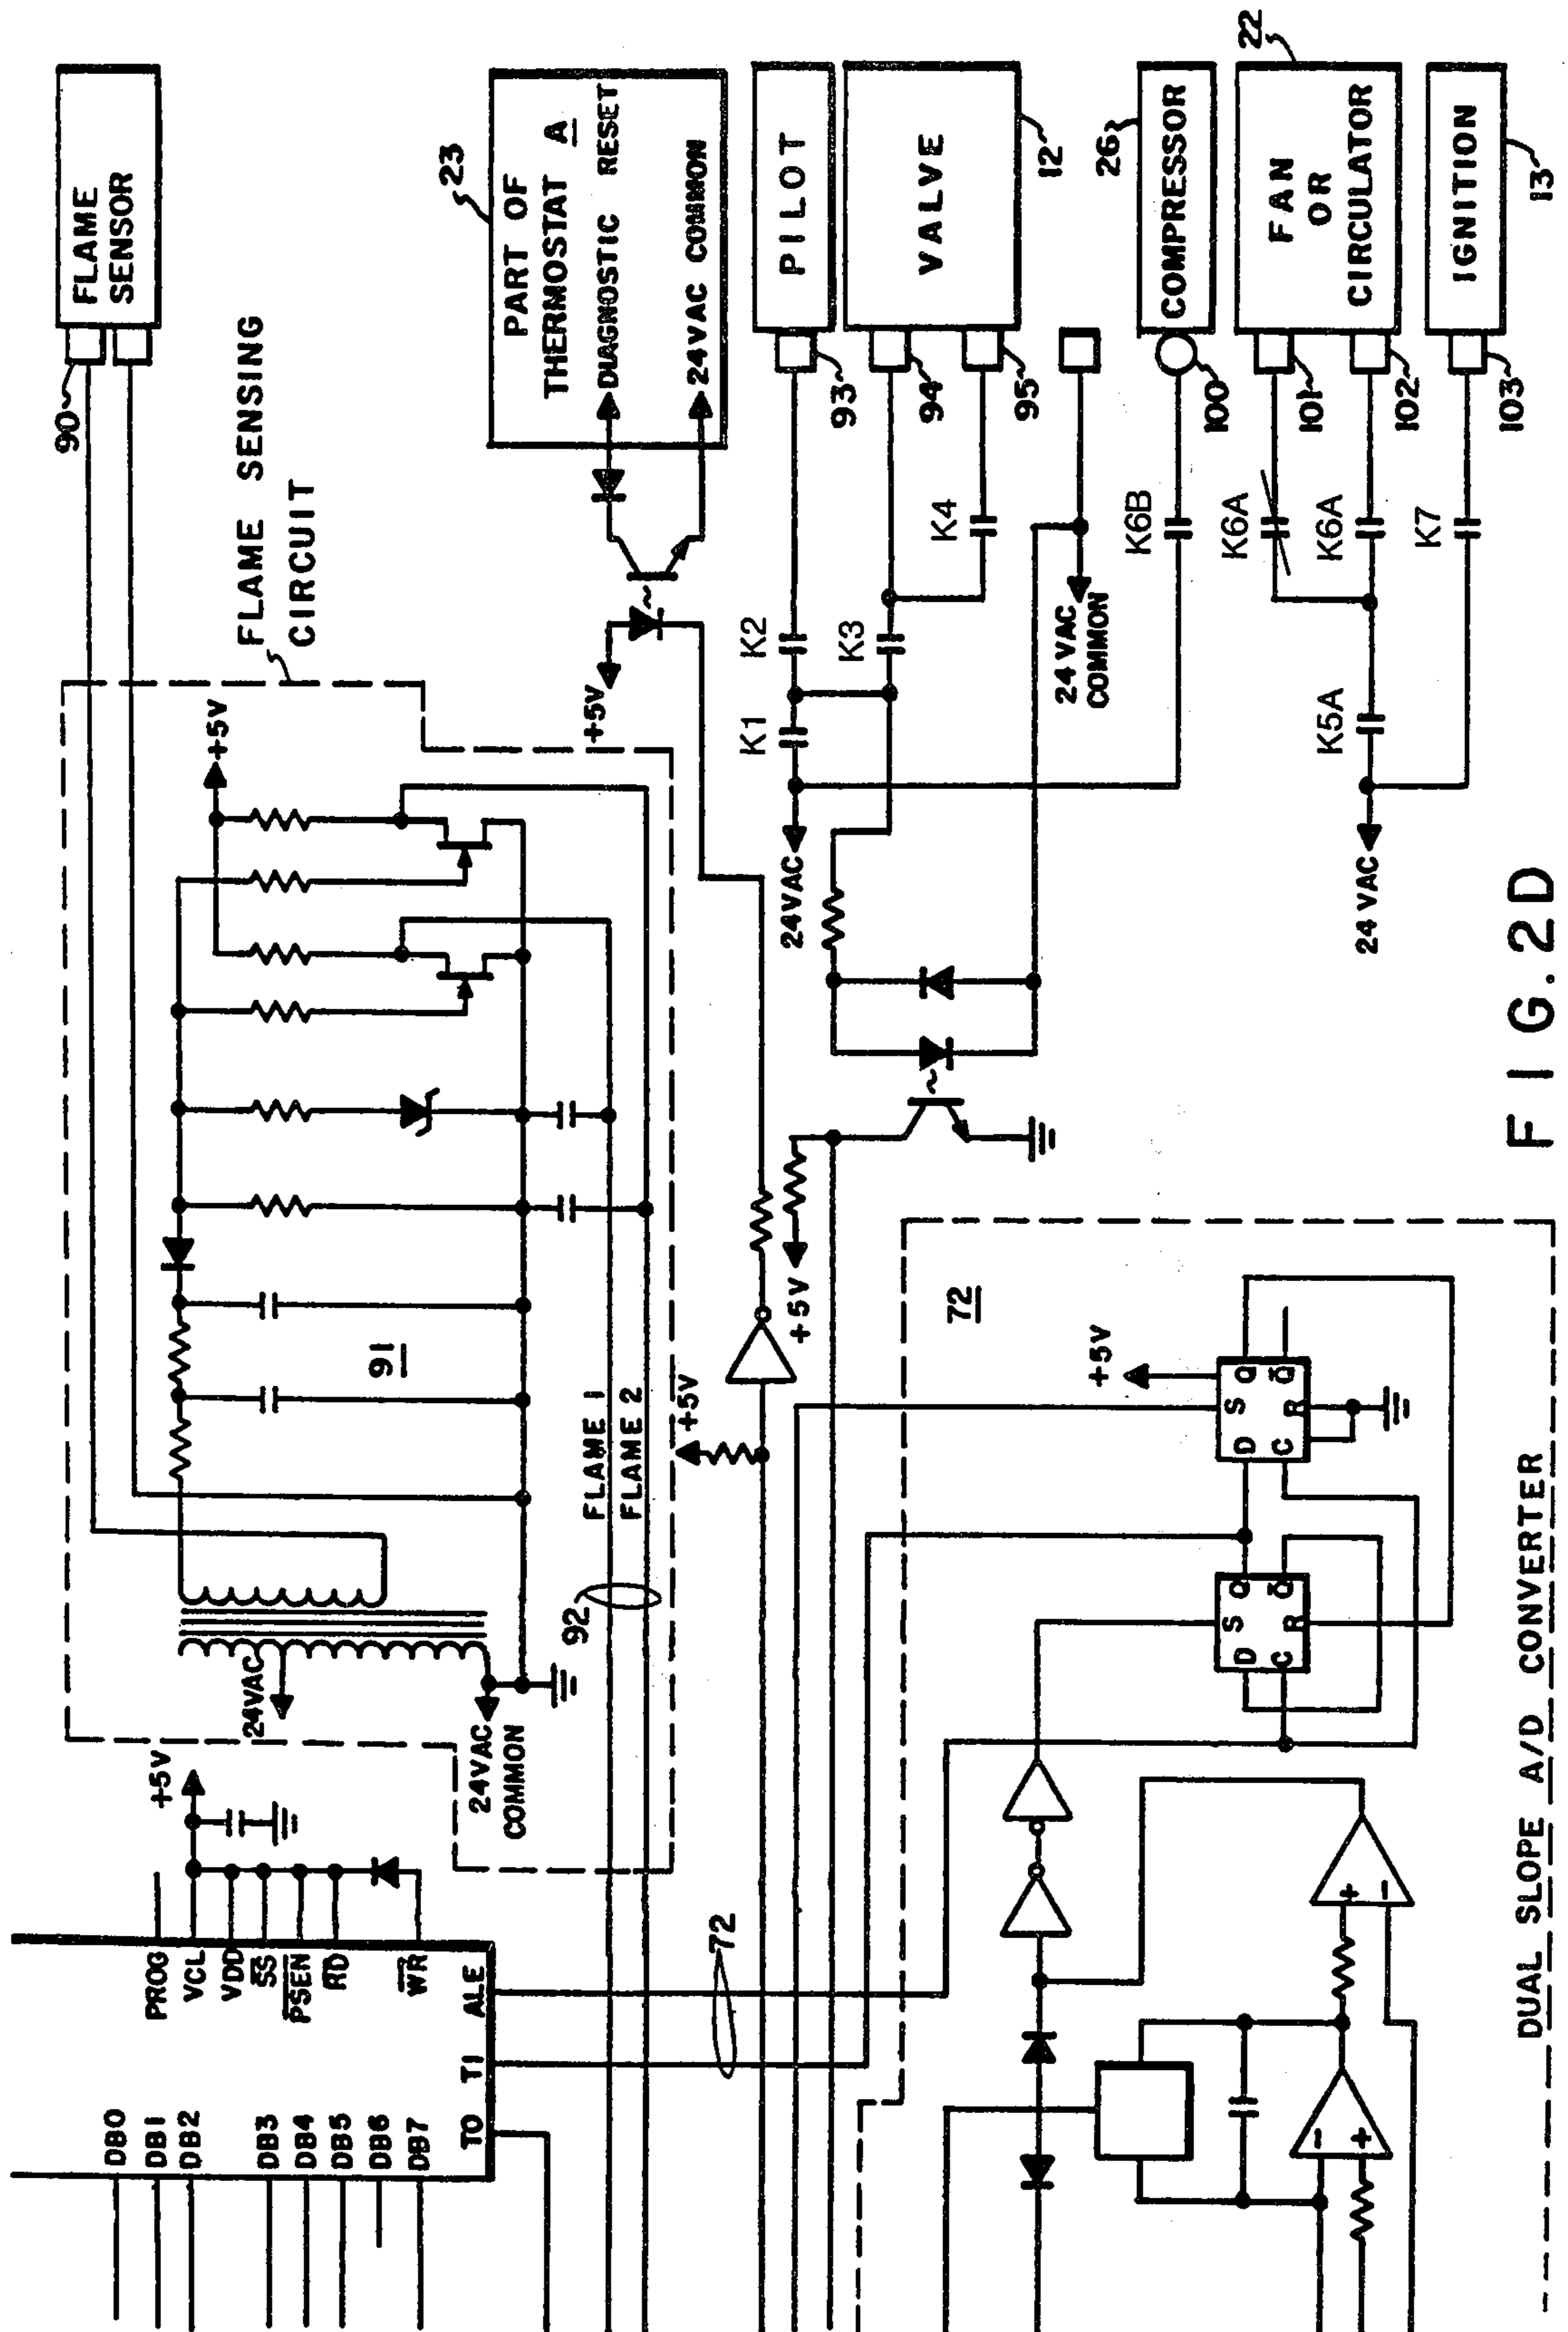 FLAME
SENSOR
90
FLAME SENSING
CIRCUIT
+5V
91
24VAC
24VAC
COMMON
FLAME 1
FLAME 2
92
23
PART OF
THERMOSTAT A
DIAGNOSTIC RESET
24VAC COMMON
+5V
+5V
+5V
PILOT
93
VALVE
12
94
95
K1
K2
K3
K4
24VAC
24 VAC
COMMON
26
COMPRESSOR
100
K6B
22
FAN
OR
CIRCULATOR
101
102
K6A
K6A
K5A
24 VAC
IGNITION
13
103
K7
+5V
PROG
VCL
VDD
SS
PSEN
RD
WR
ALE
T1
T0
DB0
DB1
DB2
DB3
DB4
DB5
DB6
DB7
72
72
+5V
S
D
Q
C
R
Q
S
D
Q
C
R
Q
+
-
-
+
DUAL SLOPE A/D CONVERTER
FIG. 2D